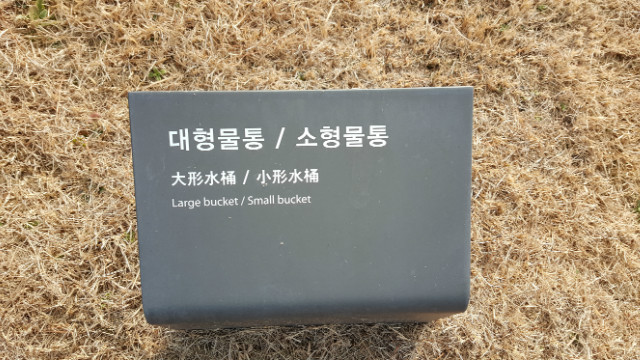 대형물통 / 소형물통
大形水桶 / 小形水桶
Large bucket / Small bucket